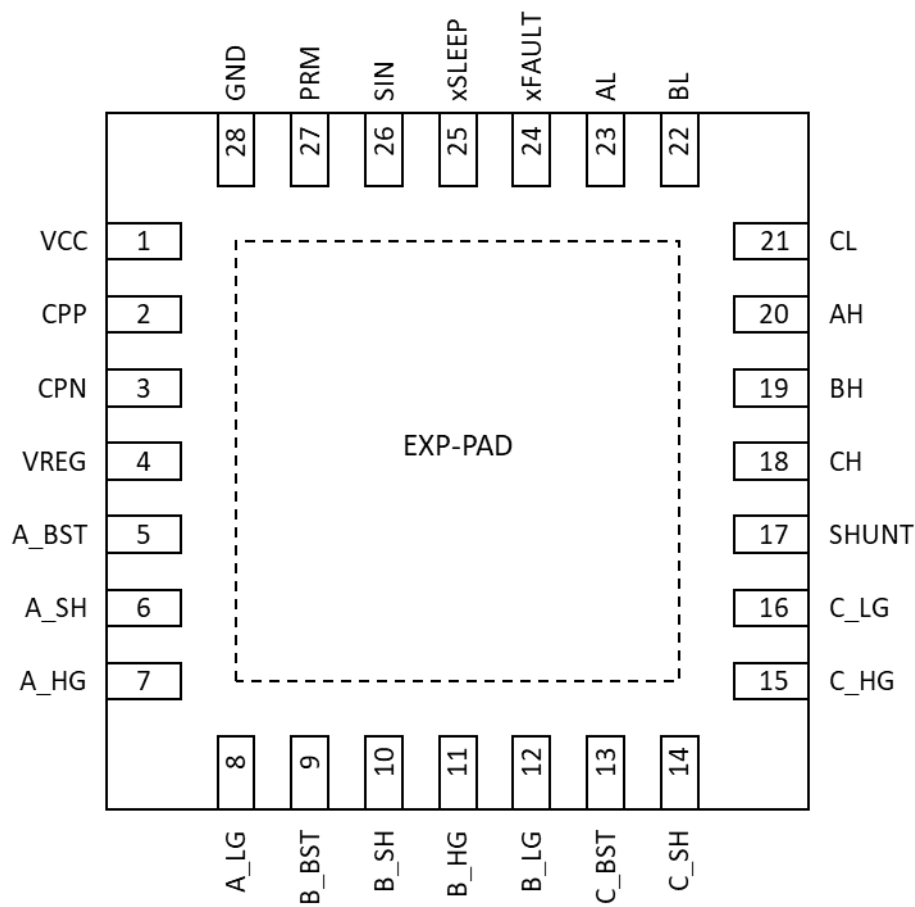 GND
PRM
SIN
xSLEEP
xFAULT
AL
BL
28
27
26
25
24
23
22
VCC 1
CPP 2
CPN 3
VREG 4
A_BST 5
A_SH 6
A_HG 7
EXP-PAD
21 CL
20 AH
19 BH
18 CH
17 SHUNT
16 C_LG
15 C_HG
8
9
10
11
12
13
14
A_LG
B_BST
B_SH
B_HG
B_LG
C_BST
C_SH